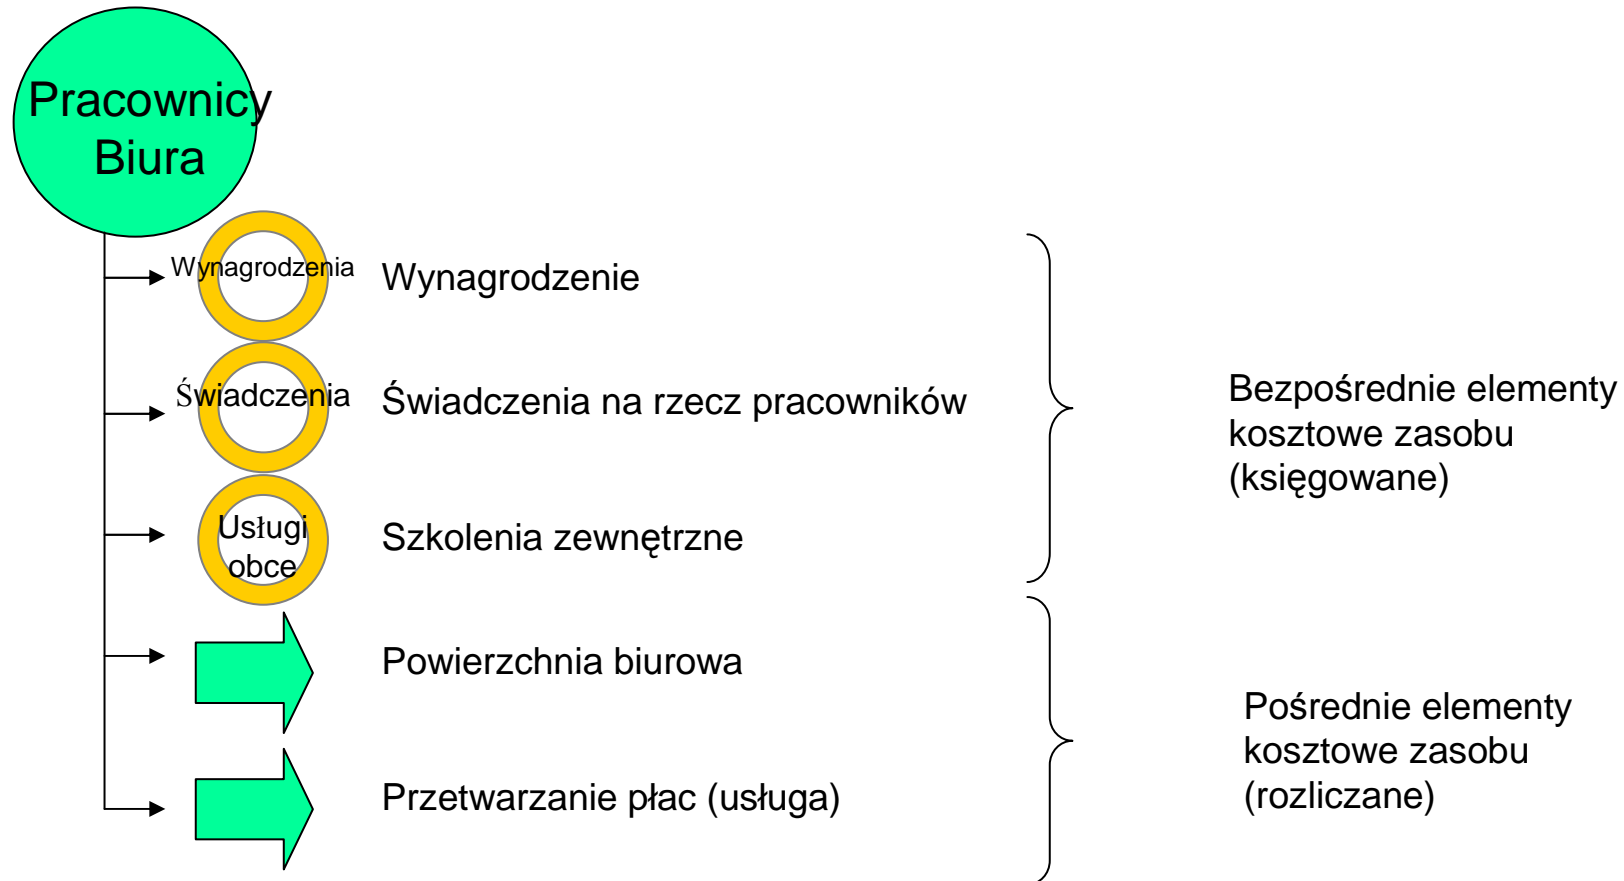 Pracownicy
Biura
Wynagrodzenia
Wynagrodzenie
Świadczenia
Świadczenia na rzecz pracowników
Bezpośrednie elementy
kosztowe zasobu
(księgowane)
Usługi
obce
Szkolenia zewnętrzne
Powierzchnia biurowa
Pośrednie elementy
kosztowe zasobu
(rozliczane)
Przetwarzanie płac (usługa)